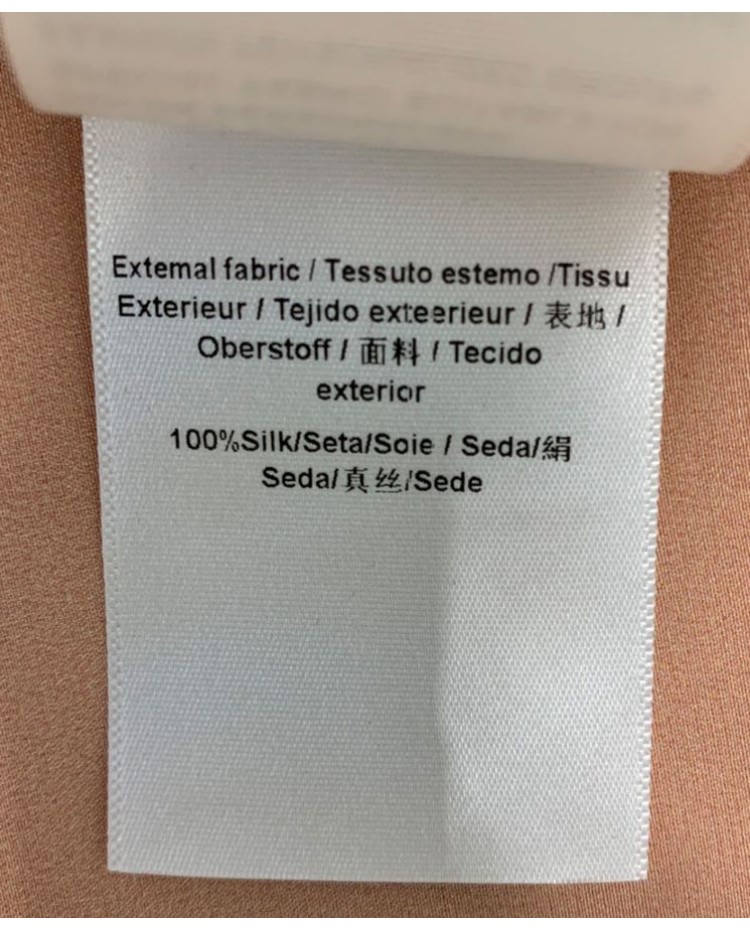 Extemal fabric / Tessuto estemo /Tissu
Exterieur / Tejido exteerieur / 表地 /
Oberstoff / 面料 / Tecido
exterior
100%Silk/Seta/Soie / Seda/絹
Seda/真丝/Sede